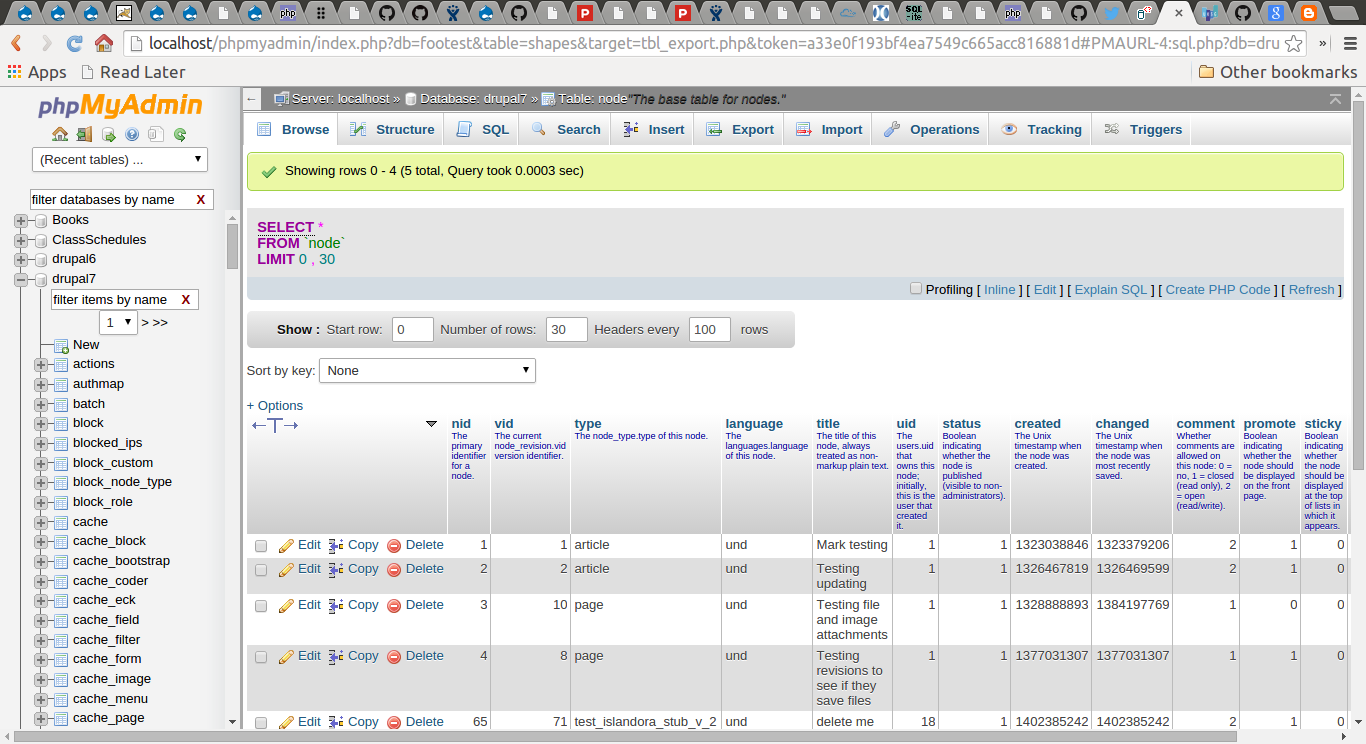 php
SQL
ite
php
localhost/phpmyadmin/index.php?db=footest&table=shapes&target=tbl_export.php&token=a33e0f193bf4ea7549c665acc816881d#PMAURL-4:sql.php?db=dru »
Apps Read Later Other bookmarks
phpMyAdmin
(Recent tables) ...
filter databases by name X
Books
ClassSchedules
drupal6
drupal7
filter items by name X
1 > >>
New
actions
authmap
batch
block
blocked_ips
block_custom
block_node_type
block_role
cache
cache_block
cache_bootstrap
cache_coder
cache_eck
cache_field
cache_filter
cache_form
cache_image
cache_menu
cache_page
Server: localhost » Database: drupal7 » Table: node "The base table for nodes."
Browse Structure SQL Search Insert Export Import Operations Tracking Triggers
Showing rows 0 - 4 (5 total, Query took 0.0003 sec)
SELECT *
FROM `node`
LIMIT 0 , 30
Profiling [ Inline ] [ Edit ] [ Explain SQL ] [ Create PHP Code ] [ Refresh ]
Show : Start row: 0 Number of rows: 30 Headers every 100 rows
Sort by key: None
+ Options
nid
The
primary
identifier
for a
node.
vid
The current
node_revision.vid
version identifier.
type
The node_type.type of this node.
language
The
languages.language
of this node.
title
The title of this
node, always
treated as non-
markup plain text.
uid
The
users.uid
that
owns this
node;
initially,
this is the
user that
created
it.
status
Boolean
indicating
whether the
node is
published
(visible to non-
administrators).
created
The Unix
timestamp when
the node was
created.
changed
The Unix
timestamp when
the node was
most recently
saved.
comment
Whether
comments are
allowed on
this node: 0 =
no, 1 = closed
(read only), 2
= open
(read/write).
promote
Boolean
indicating
whether the
node should
be displayed
on the front
page.
sticky
Boolean
indicating
whether
the node
should be
displayed
at the top
of lists in
which it
appears.
Edit Copy Delete 1 1 article und Mark testing 1 1 1323038846 1323379206 2 1 0
Edit Copy Delete 2 2 article und Testing 1 1 1326467819 1326469599 2 1 0
updating
Edit Copy Delete 3 10 page und Testing file 1 1 1328888893 1384197769 1 0 0
and image
attachments
Edit Copy Delete 4 8 page und Testing 1 1 1377031307 1377031307 1 1 0
revisions to
see if they
save files
Edit Copy Delete 65 71 test_islandora_stub_v_2 und delete me 18 1 1402385242 1402385242 2 1 0